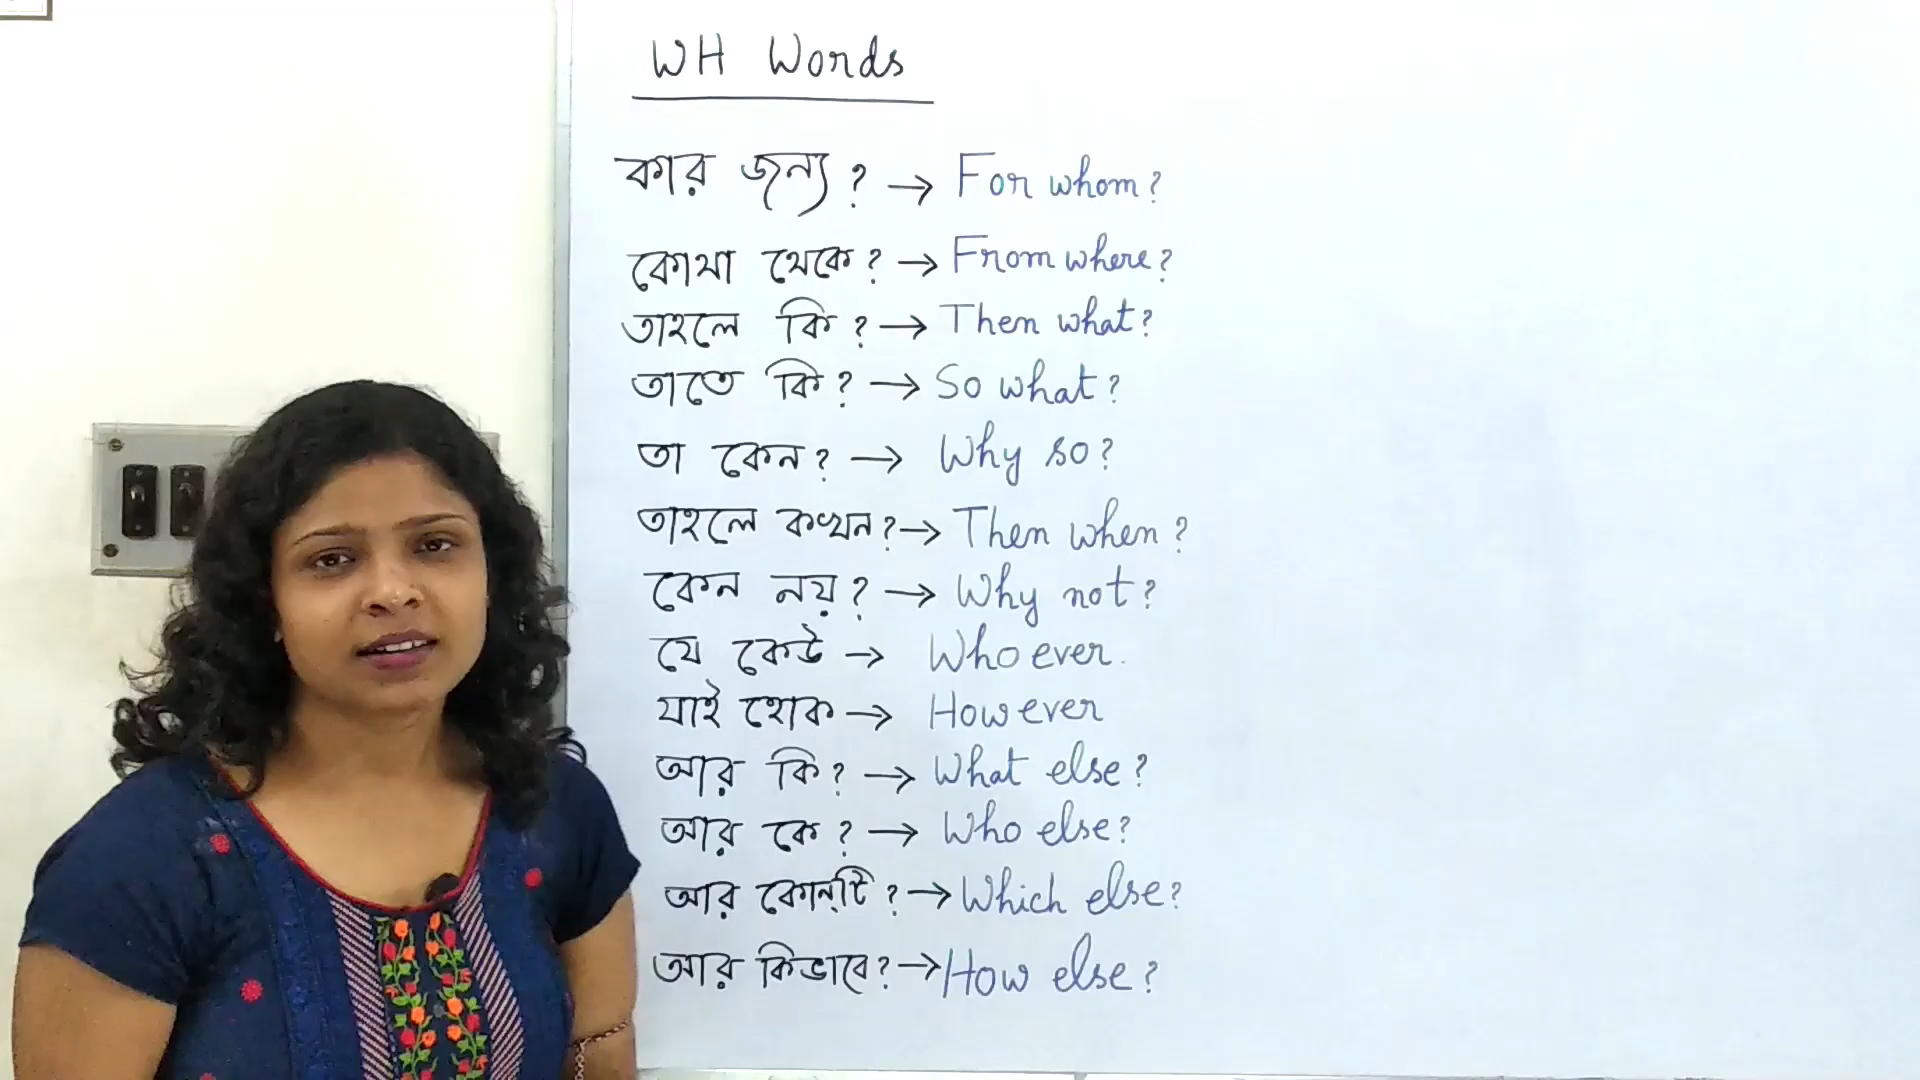 WH Words
কার জন্য? → For whom?
কোথা থেকে? → From where?
তাহলে কি? → Then what?
তাতে কি? → So what?
তা কেন? → Why so?
তাহলে কখন? → Then when?
কেন নয়? → Why not?
যে কেউ → Who ever.
যাই হোক → How ever
আর কি? → What else?
আর কে? → Who else?
আর কোন্‌টি? → Which else?
আর কিভাবে? → How else?